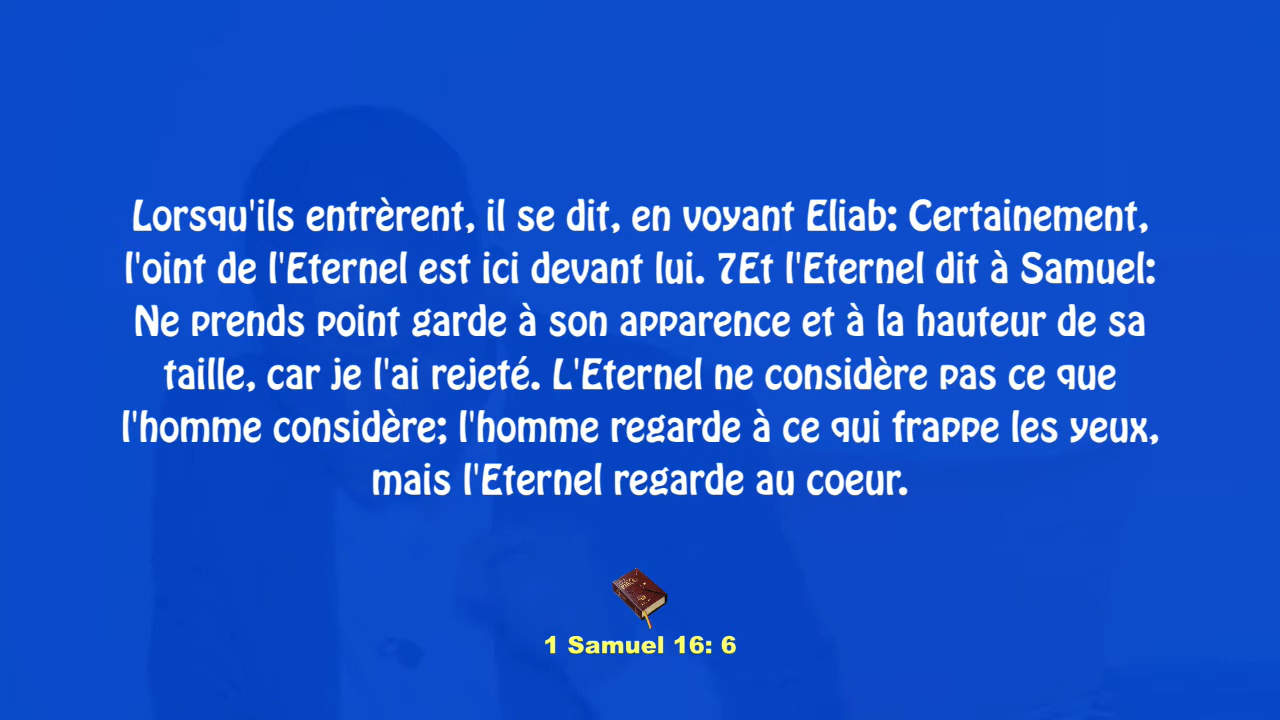 Lorsqu'ils entrèrent, il se dit, en voyant Eliab: Certainement,
l'oint de l'Eternel est ici devant lui. 7Et l'Eternel dit à Samuel:
Ne prends point garde à son apparence et à la hauteur de sa
taille, car je l'ai rejeté. L'Eternel ne considère pas ce que
l'homme considère; l'homme regarde à ce qui frappe les yeux,
mais l'Eternel regarde au coeur.
1 Samuel 16: 6